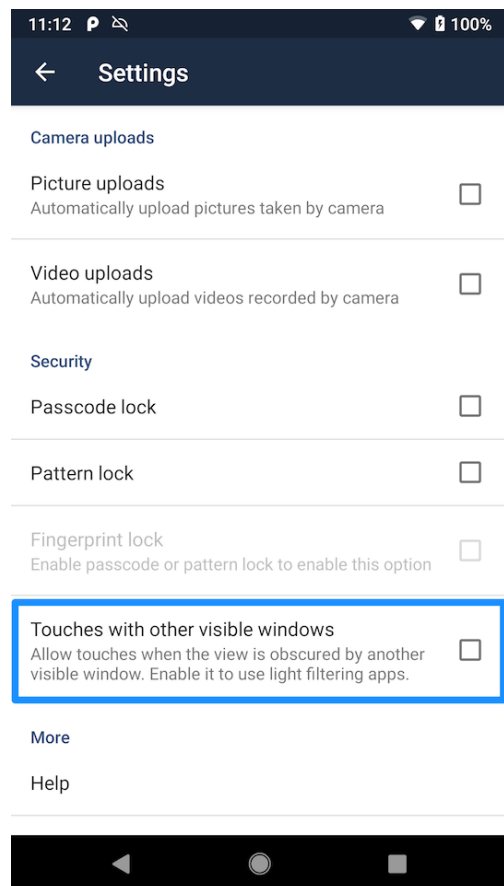 11:12 100%
Settings
Camera uploads
Picture uploads
Automatically upload pictures taken by camera
Video uploads
Automatically upload videos recorded by camera
Security
Passcode lock
Pattern lock
Fingerprint lock
Enable passcode or pattern lock to enable this option
Touches with other visible windows
Allow touches when the view is obscured by another
visible window. Enable it to use light filtering apps.
More
Help